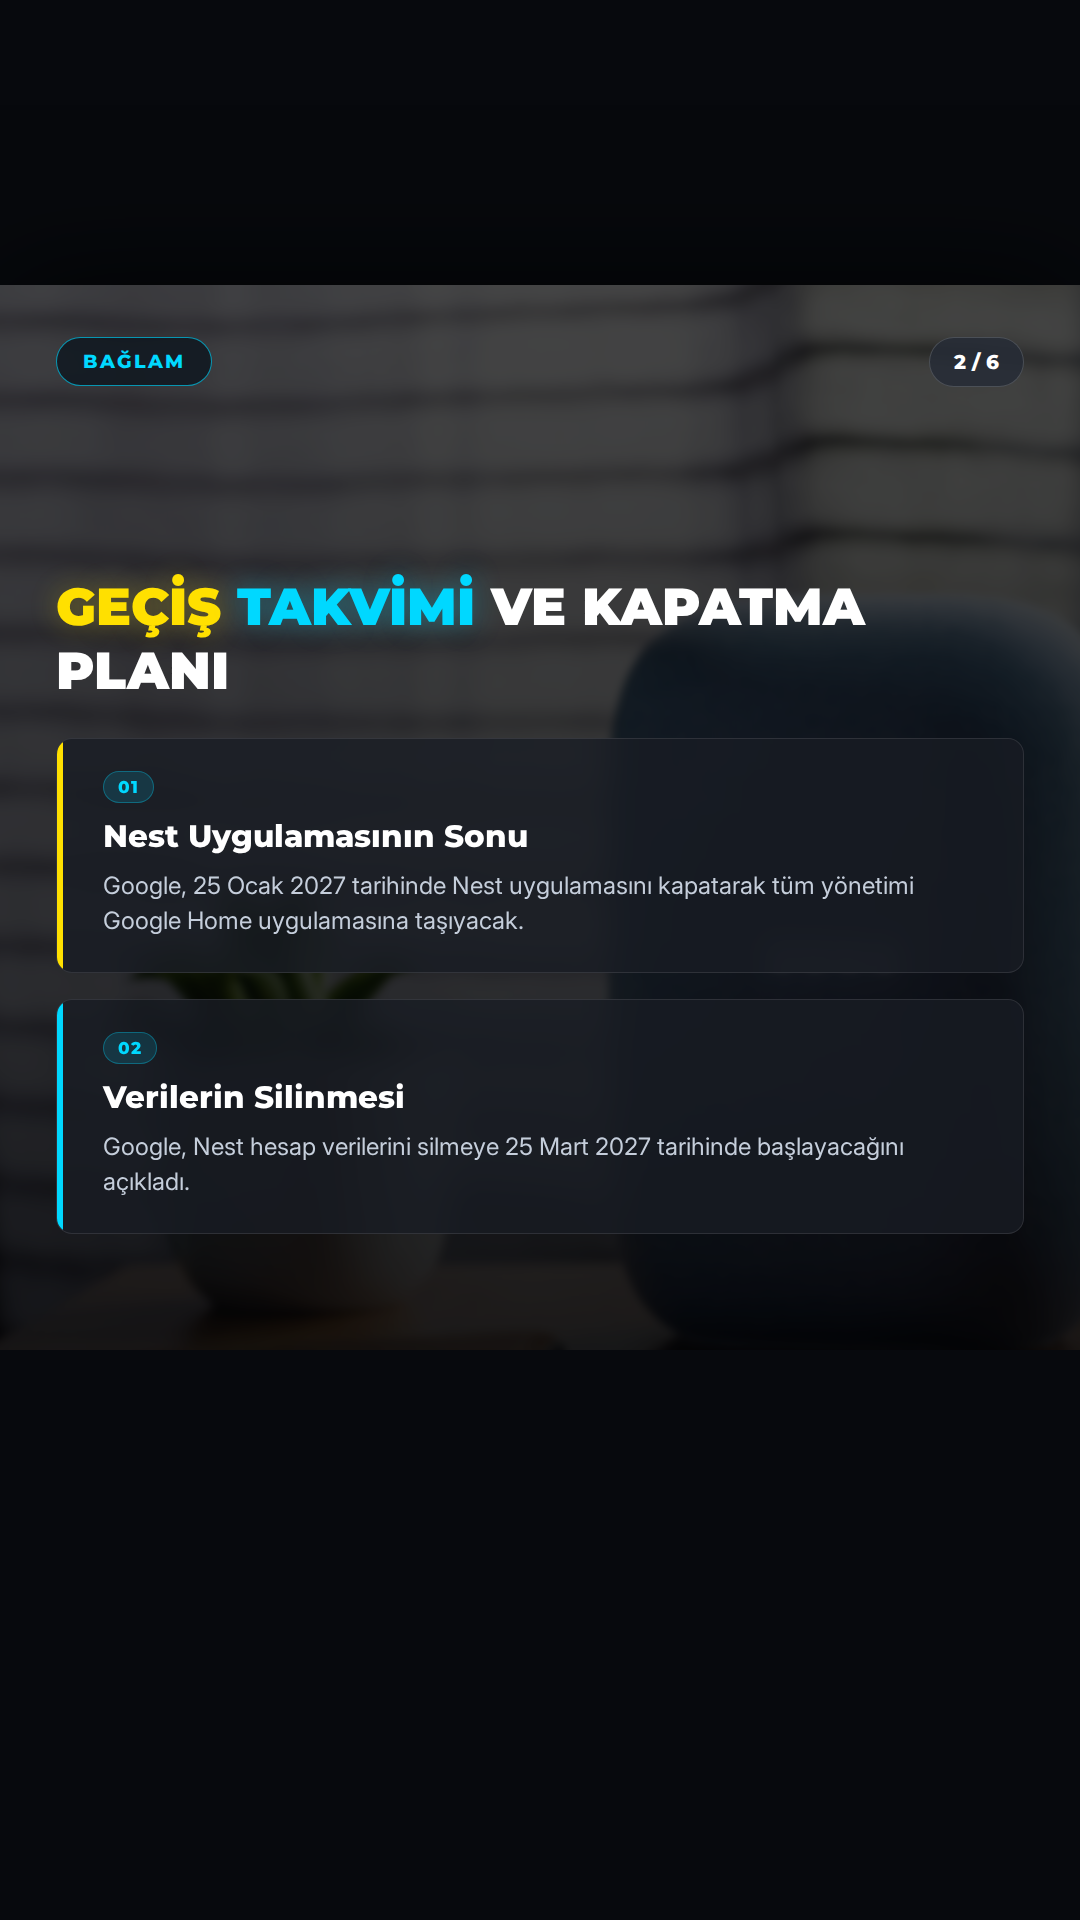 BAĞLAM
2 / 6
GEÇİŞ TAKVİMİ VE KAPATMA
PLANI
01
Nest Uygulamasının Sonu
Google, 25 Ocak 2027 tarihinde Nest uygulamasını kapatarak tüm yönetimi
Google Home uygulamasına taşıyacak.
02
Verilerin Silinmesi
Google, Nest hesap verilerini silmeye 25 Mart 2027 tarihinde başlayacağını
açıkladı.